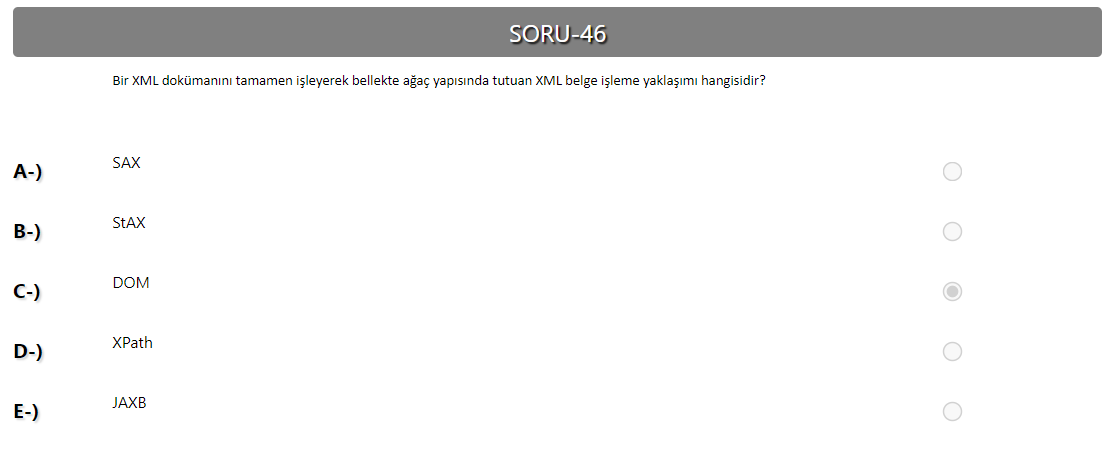 SORU-46
Bir XML dokümanını tamamen işleyerek bellekte ağaç yapısında tutuan XML belge işleme yaklaşımı hangisidir?
A-) SAX
B-) StAX
C-) DOM
D-) XPath
E-) JAXB